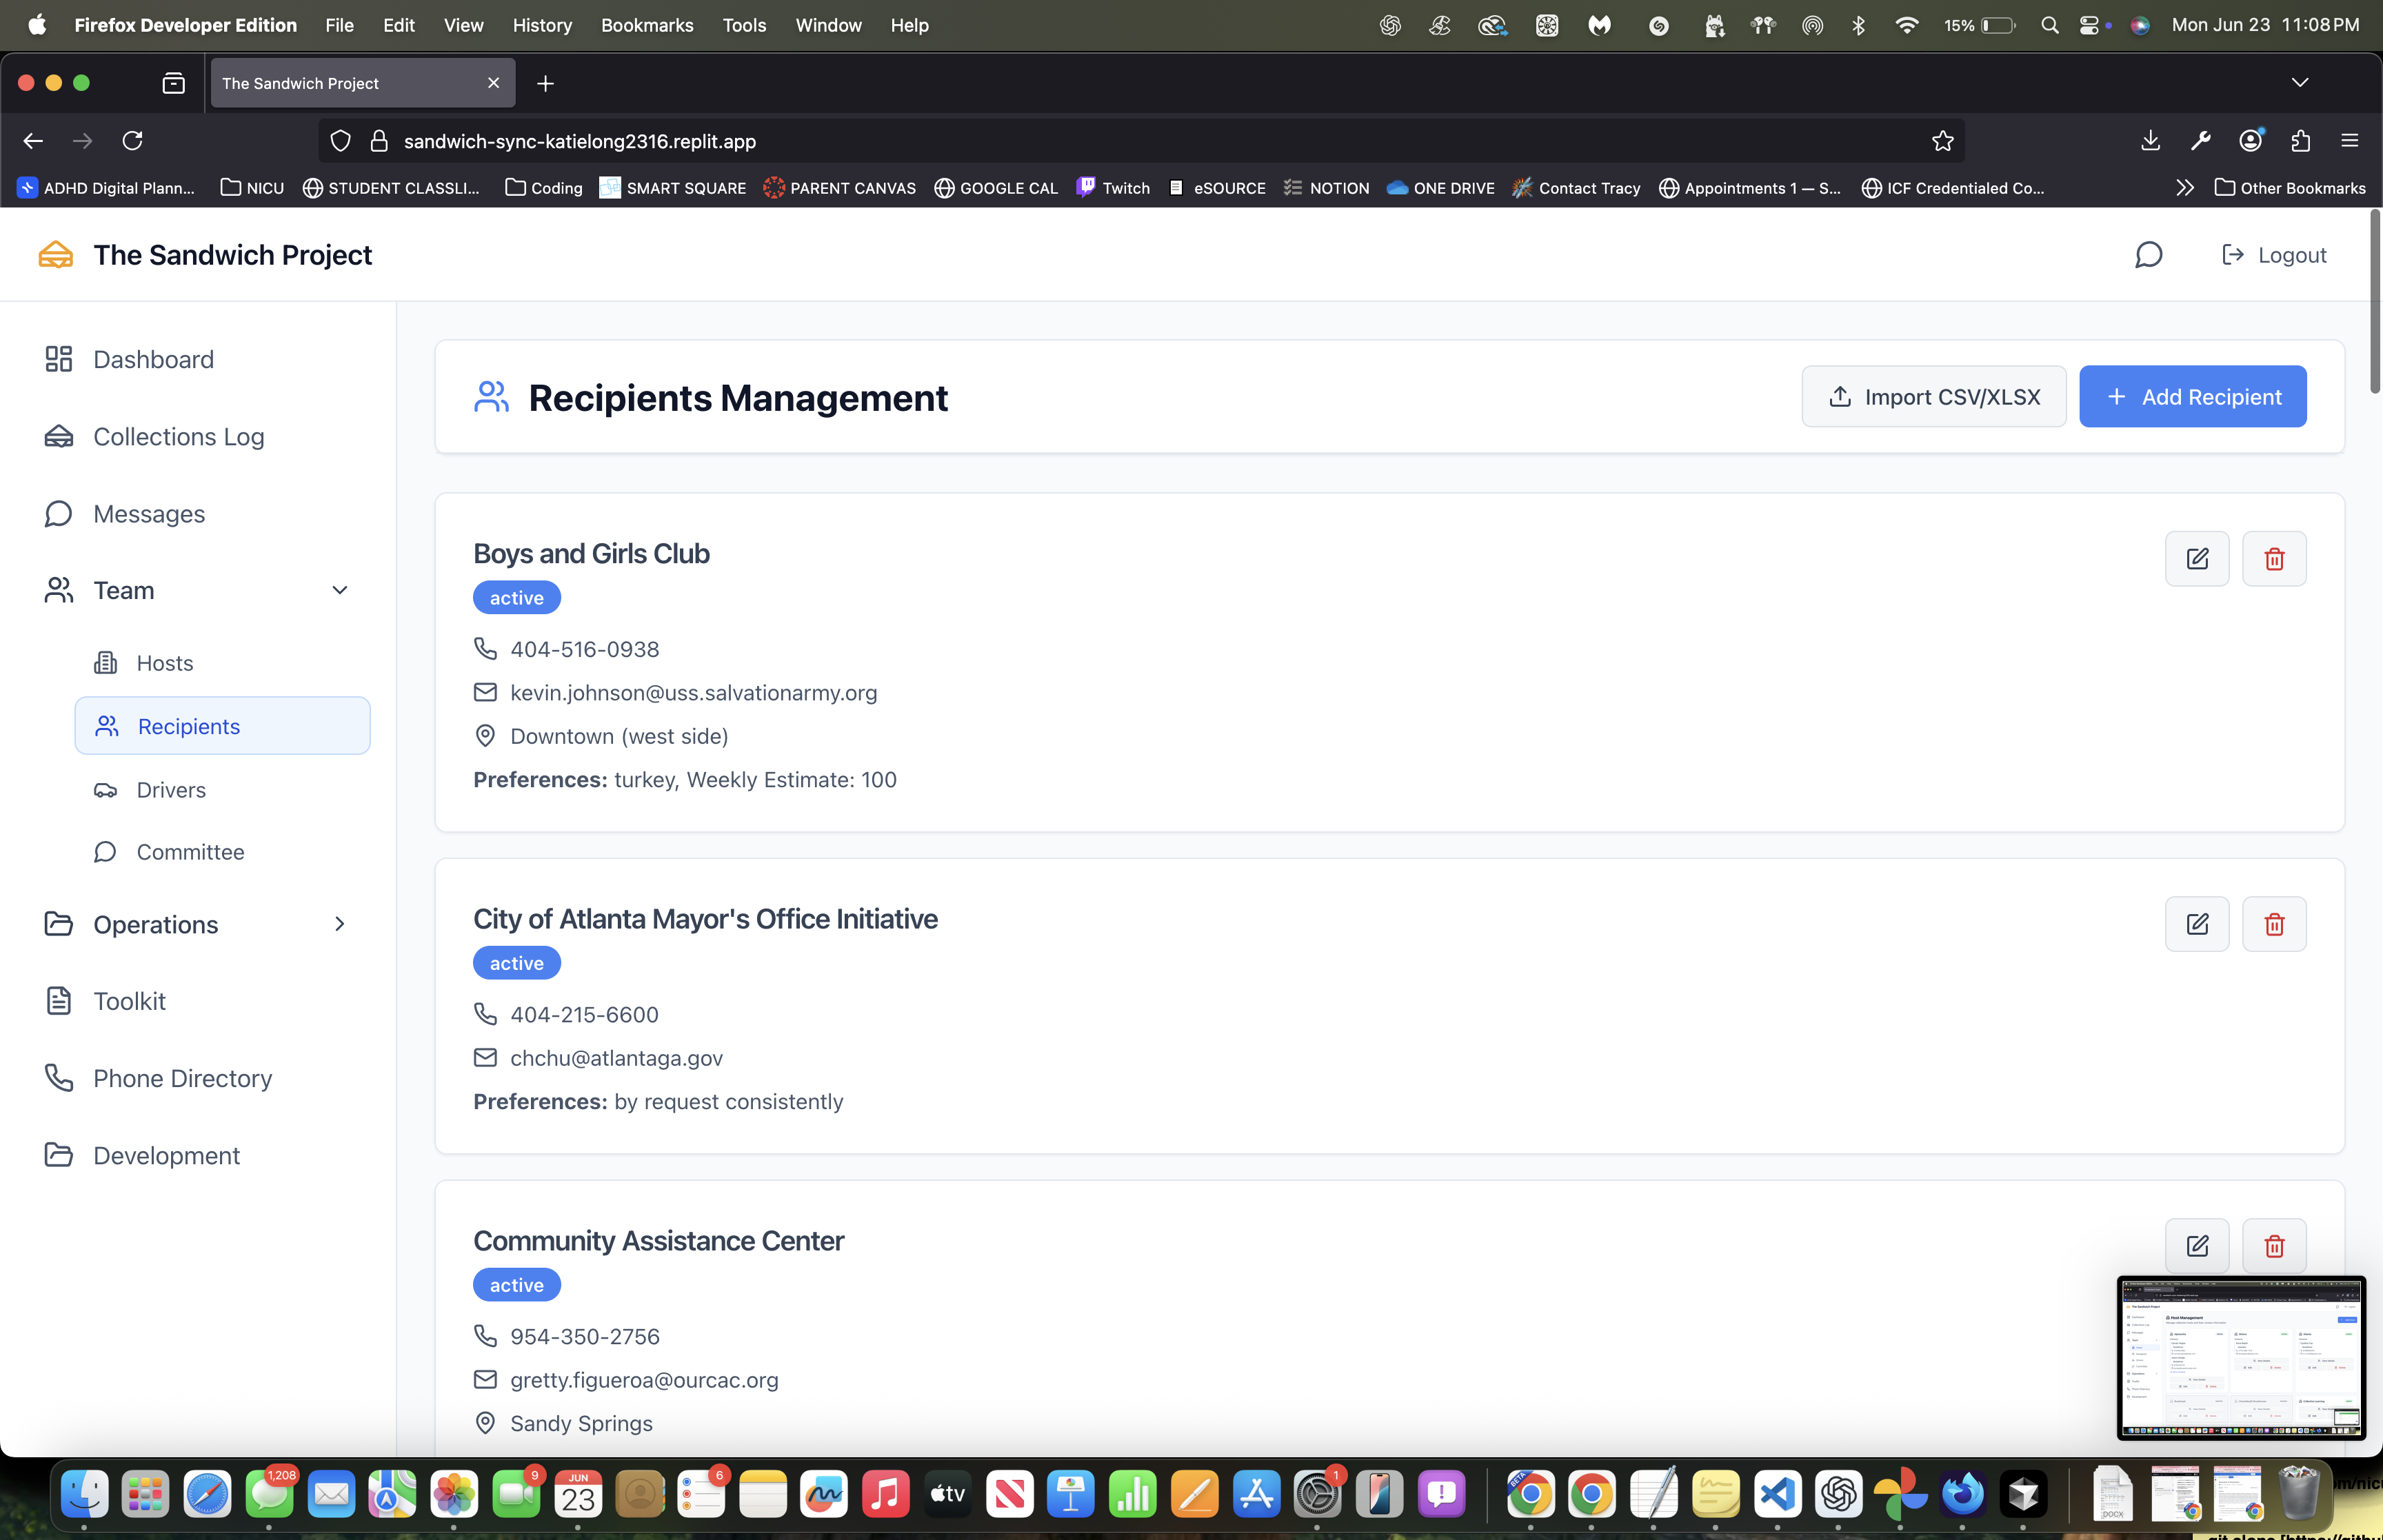 Firefox Developer Edition File Edit View History Bookmarks Tools Window Help 15% Mon Jun 23 11:08 PM
The Sandwich Project
sandwich-sync-katielong2316.replit.app
ADHD Digital Plann... NICU STUDENT CLASSLI... Coding SMART SQUARE PARENT CANVAS GOOGLE CAL Twitch eSOURCE NOTION ONE DRIVE Contact Tracy Appointments 1 — S... ICF Credentialed Co... Other Bookmarks
The Sandwich Project Logout
Dashboard
Collections Log
Messages
Team
Hosts
Recipients
Drivers
Committee
Operations
Toolkit
Phone Directory
Development
Recipients Management Import CSV/XLSX Add Recipient
Boys and Girls Club
active
404-516-0938
kevin.johnson@uss.salvationarmy.org
Downtown (west side)
Preferences: turkey, Weekly Estimate: 100
City of Atlanta Mayor's Office Initiative
active
404-215-6600
chchu@atlantaga.gov
Preferences: by request consistently
Community Assistance Center
active
954-350-2756
gretty.figueroa@ourcac.org
Sandy Springs
Host Management
1,208
9
JUN
23
6
tv
1
BETA
DOCX